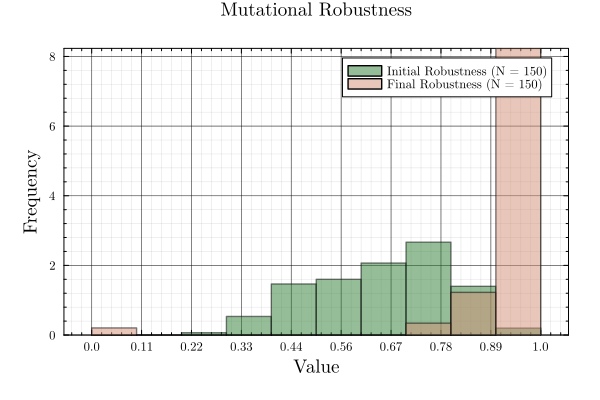 Mutational Robustness
8
6
4
2
0
Frequency
Initial Robustness (N = 150)
Final Robustness (N = 150)
0.0 0.11 0.22 0.33 0.44 0.56 0.67 0.78 0.89 1.0
Value